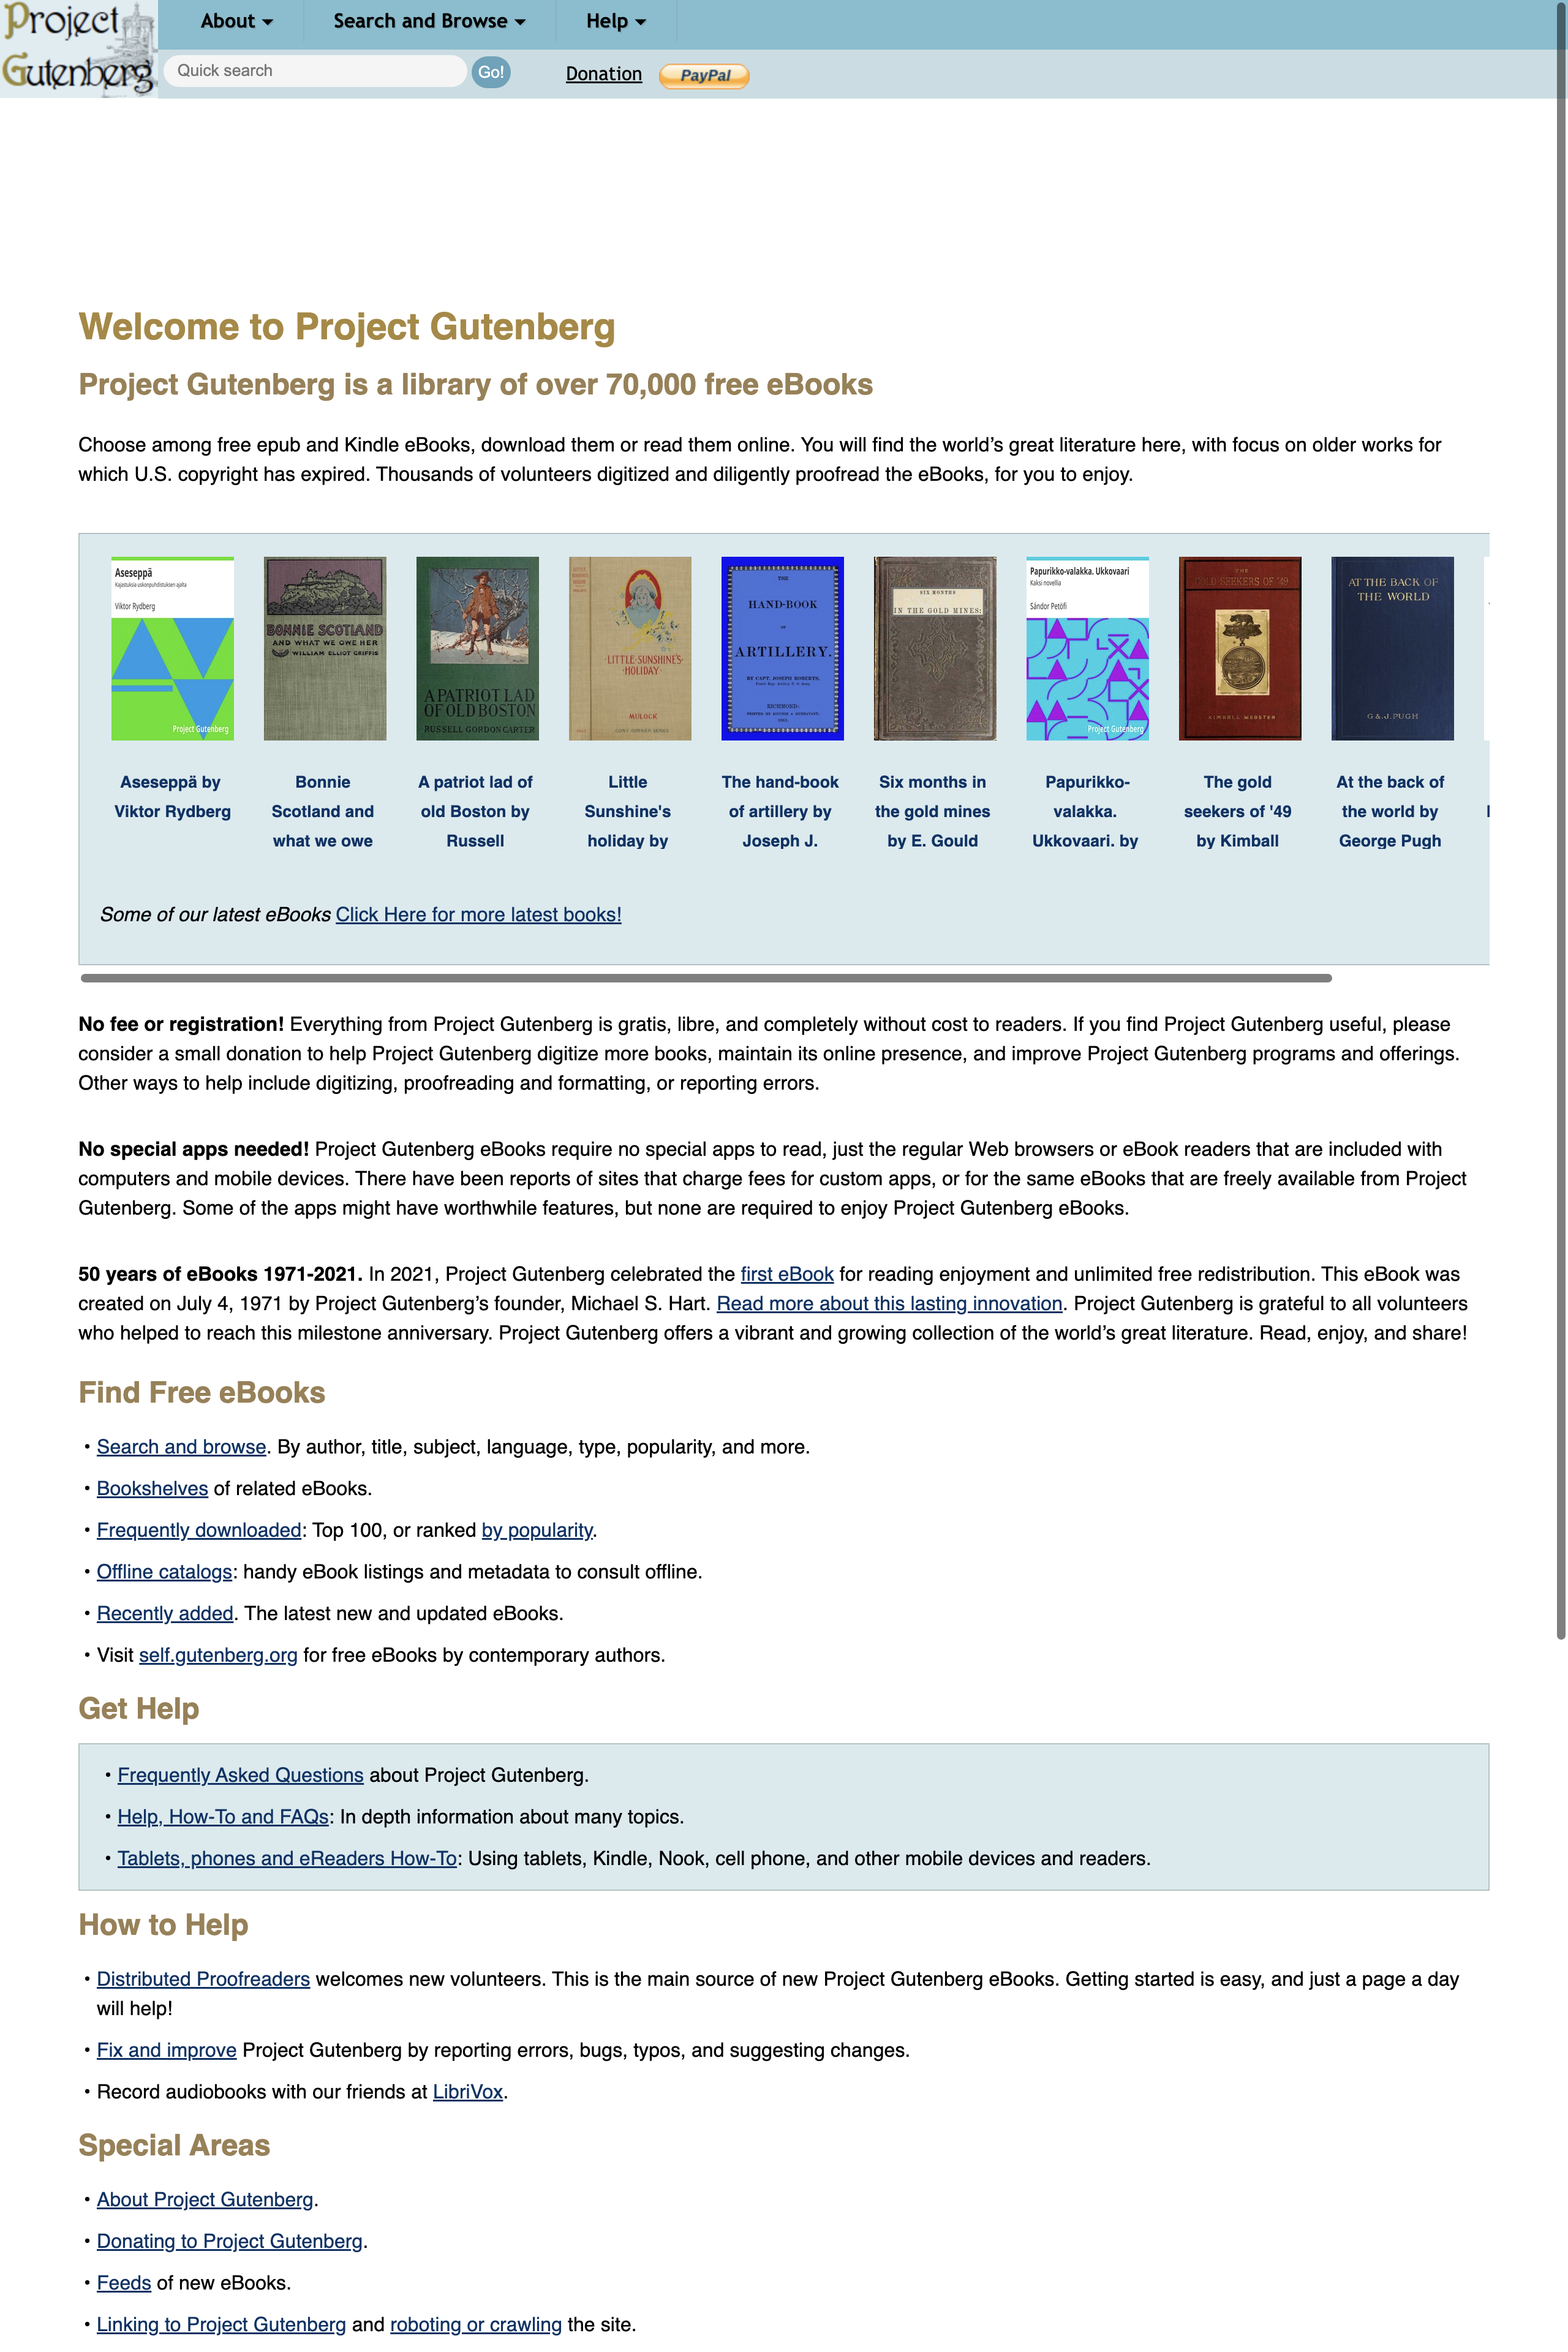 Project
Gutenberg
About
Search and Browse
Help
Quick search
Go!
Donation
PayPal
Welcome to Project Gutenberg
Project Gutenberg is a library of over 70,000 free eBooks
Choose among free epub and Kindle eBooks, download them or read them online. You will find the world’s great literature here, with focus on older works for
which U.S. copyright has expired. Thousands of volunteers digitized and diligently proofread the eBooks, for you to enjoy.
Aseseppä
Kajastuksia uskonpuhdistuksen ajalta
Viktor Rydberg
Project Gutenberg
BONNIE SCOTLAND
AND WHAT WE OWE HER
WILLIAM ELLIOT GRIFFIS
A PATRIOT LAD
OF OLD BOSTON
RUSSELL GORDON CARTER
LITTLE·SUNSHINE'S·
·HOLIDAY·
MULOCK
THE
HAND-BOOK
OF
ARTILLERY.
BY CAPT. JOSEPH ROBERTS,
RICHMOND:
SIX MONTHS
IN THE GOLD MINES:
Papurikko-valakka. Ukkovaari
Kaksi novellia
Sándor Petöfi
Project Gutenberg
THE
GOLD SEEKERS OF '49
KIMBALL WEBSTER
AT THE BACK OF
THE WORLD
G & J. PUGH
Aseseppä by
Viktor Rydberg
Bonnie
Scotland and
what we owe
A patriot lad of
old Boston by
Russell
Little
Sunshine's
holiday by
The hand-book
of artillery by
Joseph J.
Six months in
the gold mines
by E. Gould
Papurikko-
valakka.
Ukkovaari. by
The gold
seekers of '49
by Kimball
At the back of
the world by
George Pugh
Some of our latest eBooks Click Here for more latest books!
No fee or registration! Everything from Project Gutenberg is gratis, libre, and completely without cost to readers. If you find Project Gutenberg useful, please
consider a small donation to help Project Gutenberg digitize more books, maintain its online presence, and improve Project Gutenberg programs and offerings.
Other ways to help include digitizing, proofreading and formatting, or reporting errors.
No special apps needed! Project Gutenberg eBooks require no special apps to read, just the regular Web browsers or eBook readers that are included with
computers and mobile devices. There have been reports of sites that charge fees for custom apps, or for the same eBooks that are freely available from Project
Gutenberg. Some of the apps might have worthwhile features, but none are required to enjoy Project Gutenberg eBooks.
50 years of eBooks 1971-2021. In 2021, Project Gutenberg celebrated the first eBook for reading enjoyment and unlimited free redistribution. This eBook was
created on July 4, 1971 by Project Gutenberg’s founder, Michael S. Hart. Read more about this lasting innovation. Project Gutenberg is grateful to all volunteers
who helped to reach this milestone anniversary. Project Gutenberg offers a vibrant and growing collection of the world’s great literature. Read, enjoy, and share!
Find Free eBooks
• Search and browse. By author, title, subject, language, type, popularity, and more.
• Bookshelves of related eBooks.
• Frequently downloaded: Top 100, or ranked by popularity.
• Offline catalogs: handy eBook listings and metadata to consult offline.
• Recently added. The latest new and updated eBooks.
• Visit self.gutenberg.org for free eBooks by contemporary authors.
Get Help
• Frequently Asked Questions about Project Gutenberg.
• Help, How-To and FAQs: In depth information about many topics.
• Tablets, phones and eReaders How-To: Using tablets, Kindle, Nook, cell phone, and other mobile devices and readers.
How to Help
• Distributed Proofreaders welcomes new volunteers. This is the main source of new Project Gutenberg eBooks. Getting started is easy, and just a page a day
will help!
• Fix and improve Project Gutenberg by reporting errors, bugs, typos, and suggesting changes.
• Record audiobooks with our friends at LibriVox.
Special Areas
• About Project Gutenberg.
• Donating to Project Gutenberg.
• Feeds of new eBooks.
• Linking to Project Gutenberg and roboting or crawling the site.